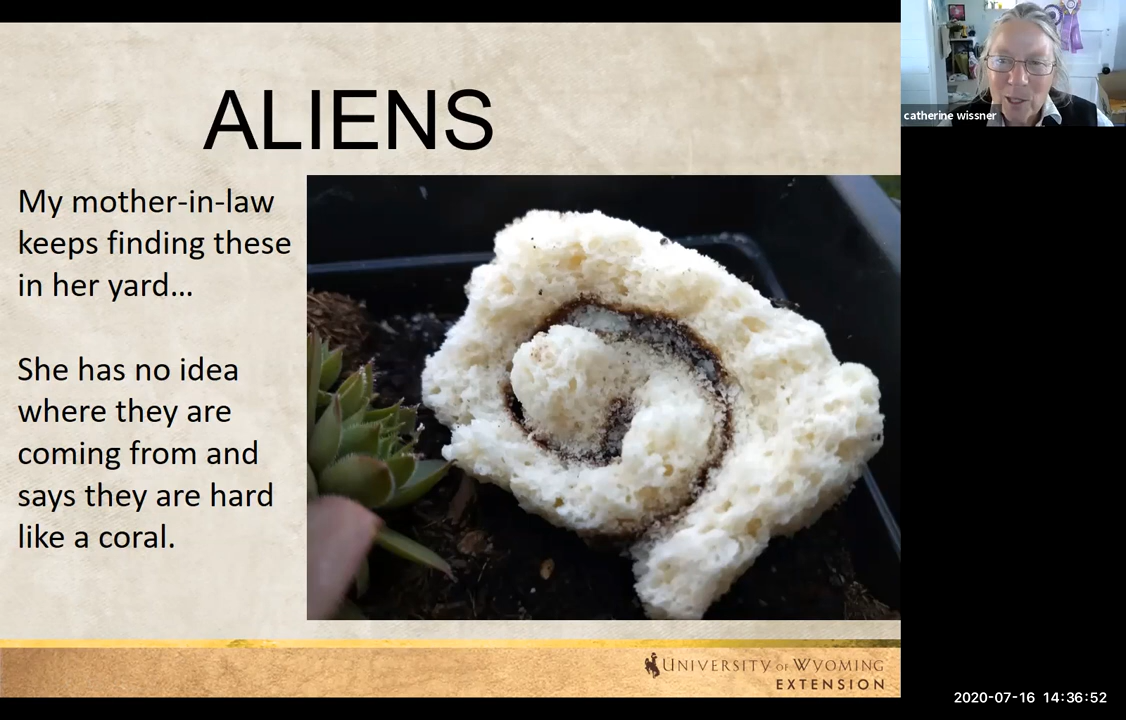 ALIENS
My mother-in-law
keeps finding these
in her yard...
She has no idea
where they are
coming from and
says they are hard
like a coral.
UNIVERSITY OF WYOMING
EXTENSION
catherine wissner
2020-07-16 14:36:52